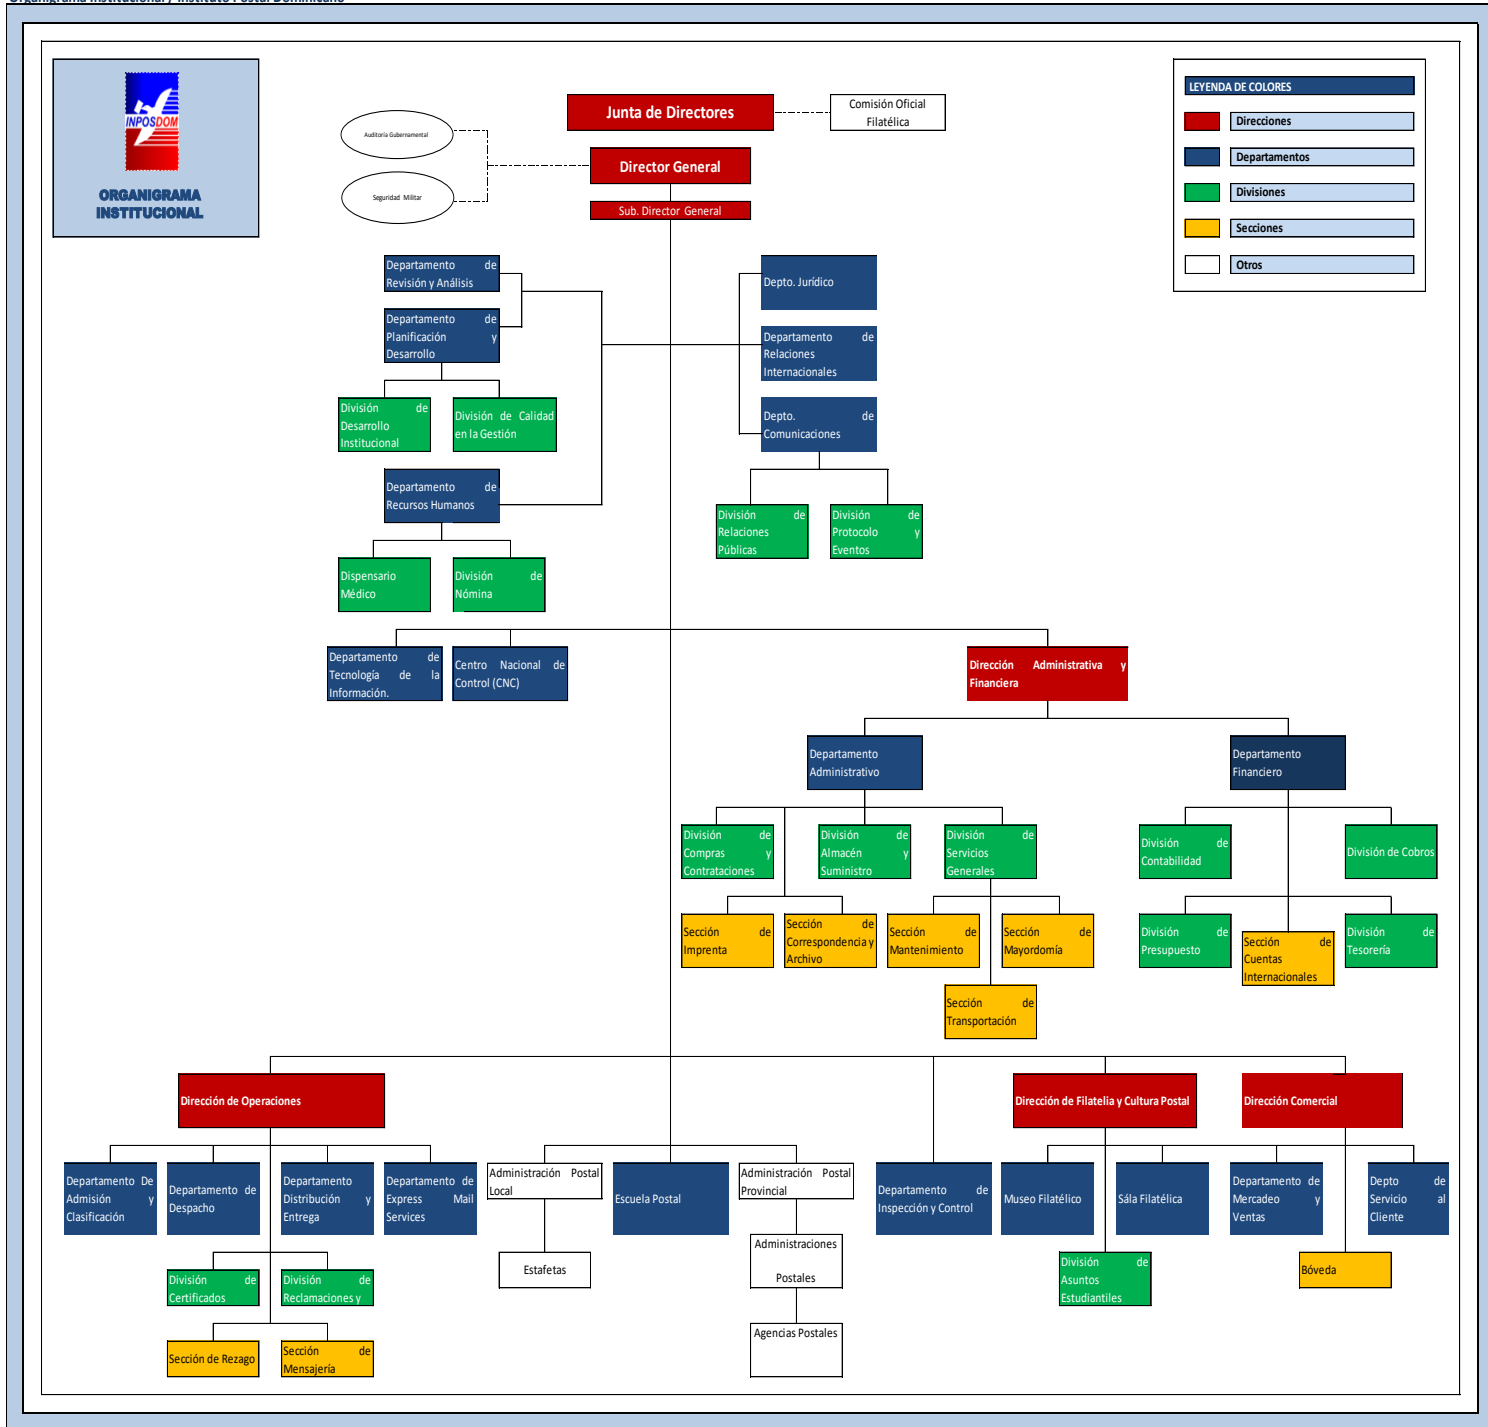 Organigrama Institucional / Instituto Postal Dominicano
INPOSDOM
ORGANIGRAMA
INSTITUCIONAL
Auditoría Gubernamental
Seguridad Militar
Junta de Directores
Comisión Oficial
Filatélica
Director General
Sub. Director General
LEYENDA DE COLORES
Direcciones
Departamentos
Divisiones
Secciones
Otros
Departamento de
Revisión y Análisis
Departamento de
Planificación y
Desarrollo
División de
Desarrollo
Institucional
División de Calidad
en la Gestión
Departamento de
Recursos Humanos
Dispensario
Médico
División de
Nómina
Depto. Jurídico
Departamento de
Relaciones
Internacionales
Depto. de
Comunicaciones
División de
Relaciones
Públicas
División de
Protocolo y
Eventos
Departamento de
Tecnología de la
Información.
Centro Nacional de
Control (CNC)
Dirección Administrativa y
Financiera
Departamento
Administrativo
Departamento
Financiero
División de
Compras y
Contrataciones
División de
Almacén y
Suministro
División de
Servicios
Generales
División de
Contabilidad
División de Cobros
Sección de
Imprenta
Sección de
Correspondencia y
Archivo
Sección de
Mantenimiento
Sección de
Mayordomía
División de
Presupuesto
Sección de
Cuentas
Internacionales
División de
Tesorería
Sección de
Transportación
Dirección de Operaciones
Dirección de Filatelia y Cultura Postal
Dirección Comercial
Departamento De
Admisión y
Clasificación
Departamento de
Despacho
Departamento
Distribución y
Entrega
Departamento de
Express Mail
Services
Administración Postal
Local
Escuela Postal
Administración Postal
Provincial
Departamento de
Inspección y Control
Museo Filatélico
Sála Filatélica
Departamento de
Mercadeo y
Ventas
Depto de
Servicio al
Cliente
División de
Certificados
División de
Reclamaciones y
Estafetas
Administraciones
Postales
División de
Asuntos
Estudiantiles
Bóveda
Sección de Rezago
Sección de
Mensajería
Agencias Postales